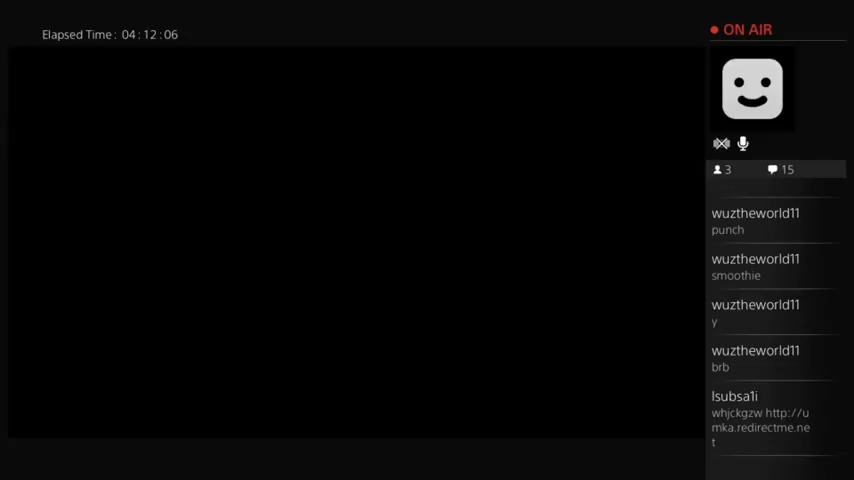 Elapsed Time: 04:12:06
ON AIR
3 15
wuztheworld11
punch
wuztheworld11
smoothie
wuztheworld11
y
wuztheworld11
brb
lsubsa1i
whjckgzw http://u
mka.redirectme.ne
t